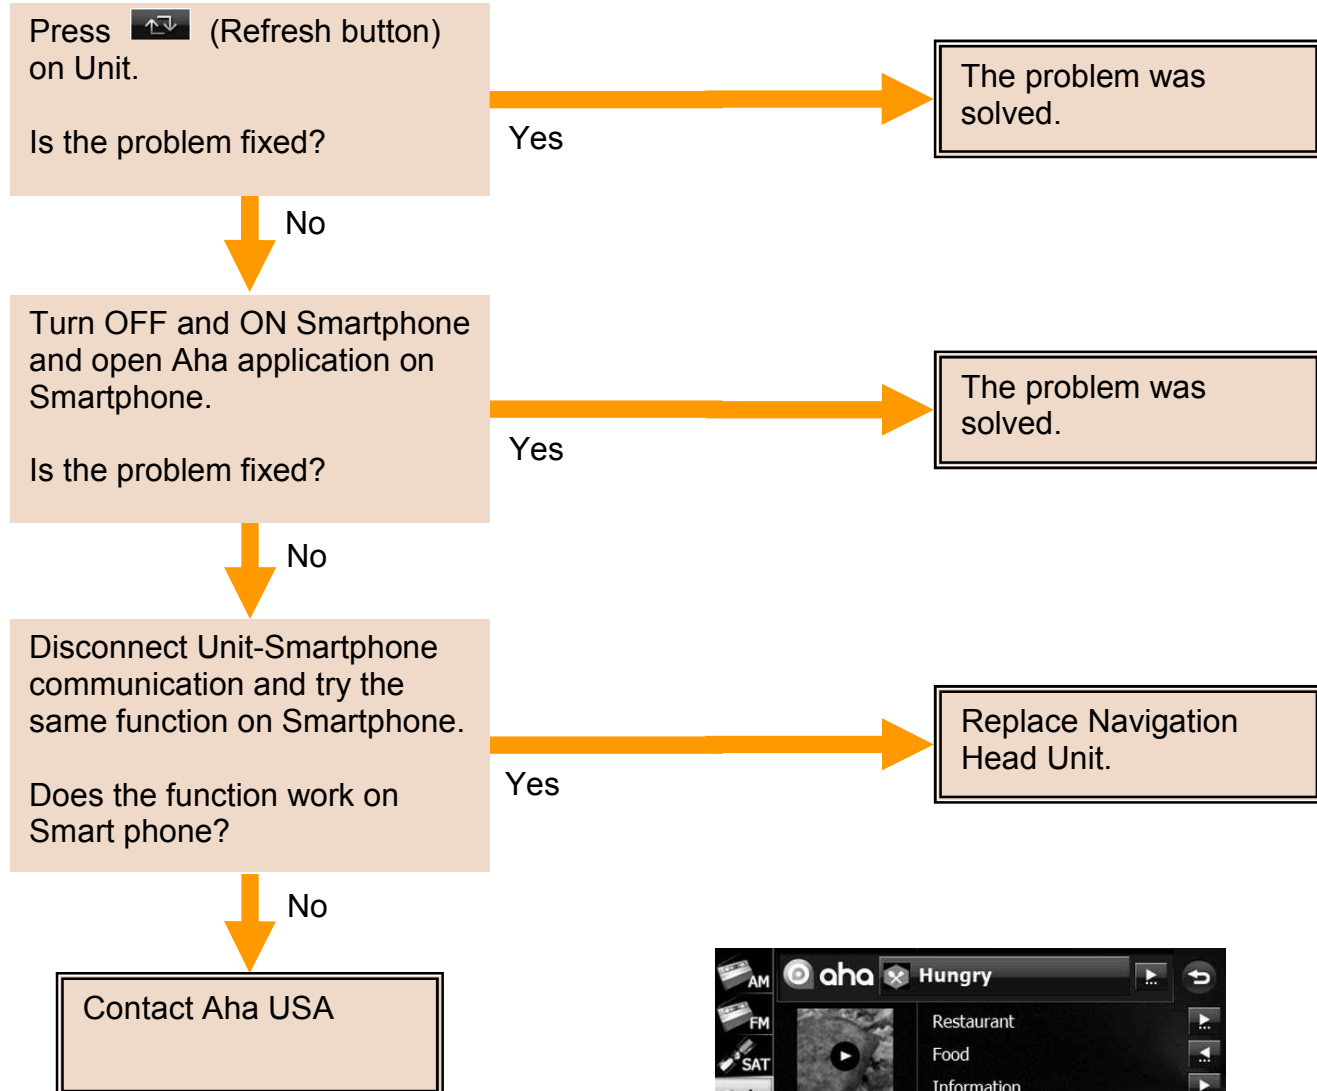 Press (Refresh button)
on Unit.
Is the problem fixed?
Yes
The problem was
solved.
No
Turn OFF and ON Smartphone
and open Aha application on
Smartphone.
Is the problem fixed?
Yes
The problem was
solved.
No
Disconnect Unit-Smartphone
communication and try the
same function on Smartphone.
Does the function work on
Smart phone?
Yes
Replace Navigation
Head Unit.
No
Contact Aha USA
AM
FM
SAT
aha
Hungry
Restaurant
Food
Information